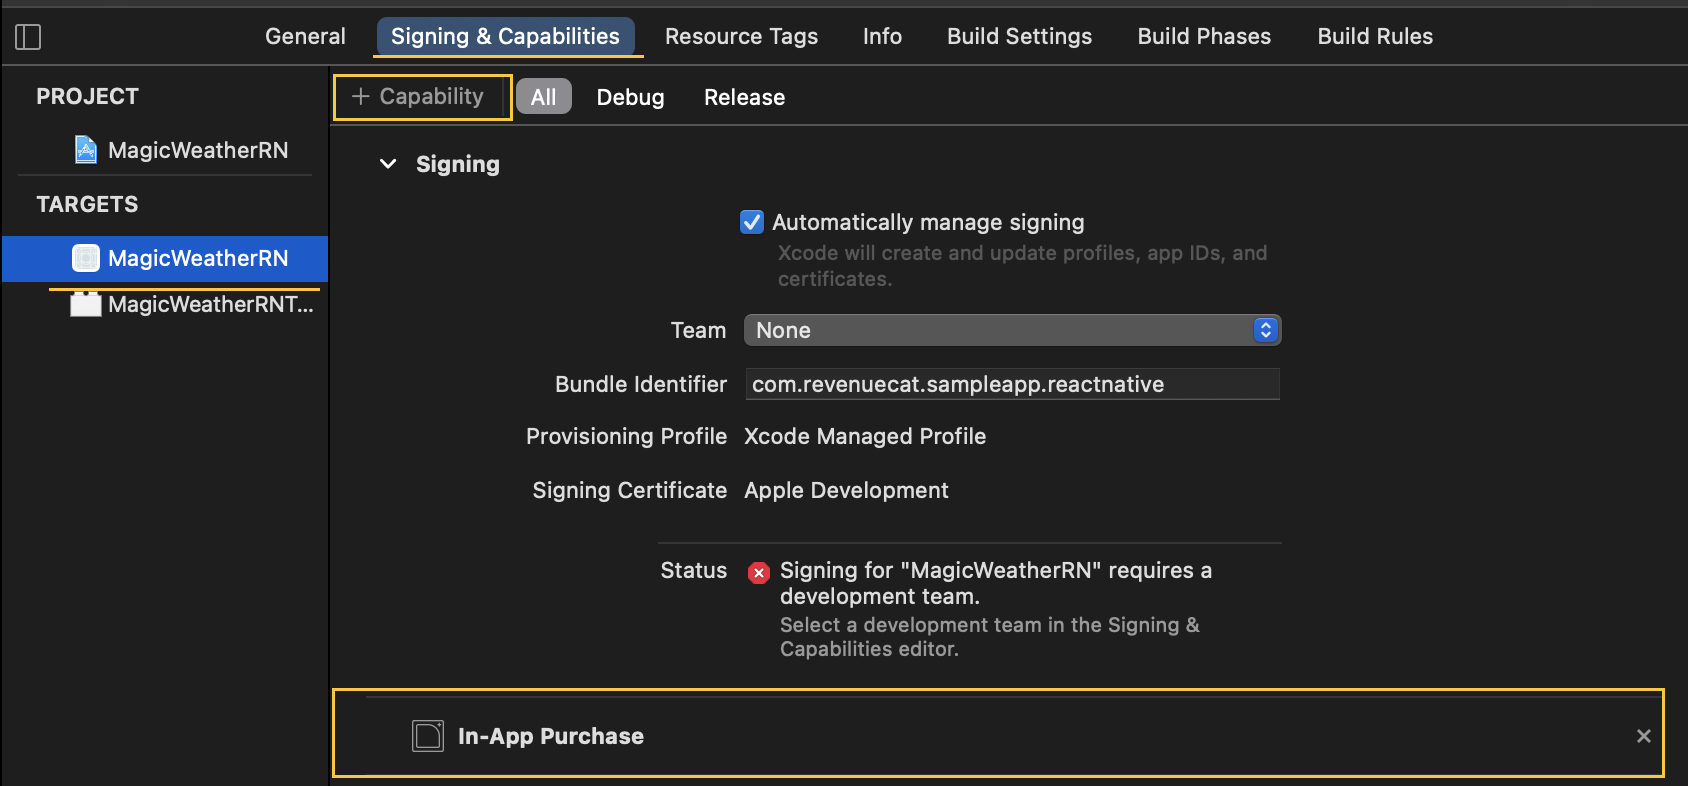 General Signing & Capabilities Resource Tags Info Build Settings Build Phases Build Rules
PROJECT
MagicWeatherRN
TARGETS
MagicWeatherRN
MagicWeatherRNT...
+ Capability All Debug Release
Signing
Automatically manage signing
Xcode will create and update profiles, app IDs, and
certificates.
Team None
Bundle Identifier com.revenuecat.sampleapp.reactnative
Provisioning Profile Xcode Managed Profile
Signing Certificate Apple Development
Status Signing for "MagicWeatherRN" requires a
development team.
Select a development team in the Signing &
Capabilities editor.
In-App Purchase